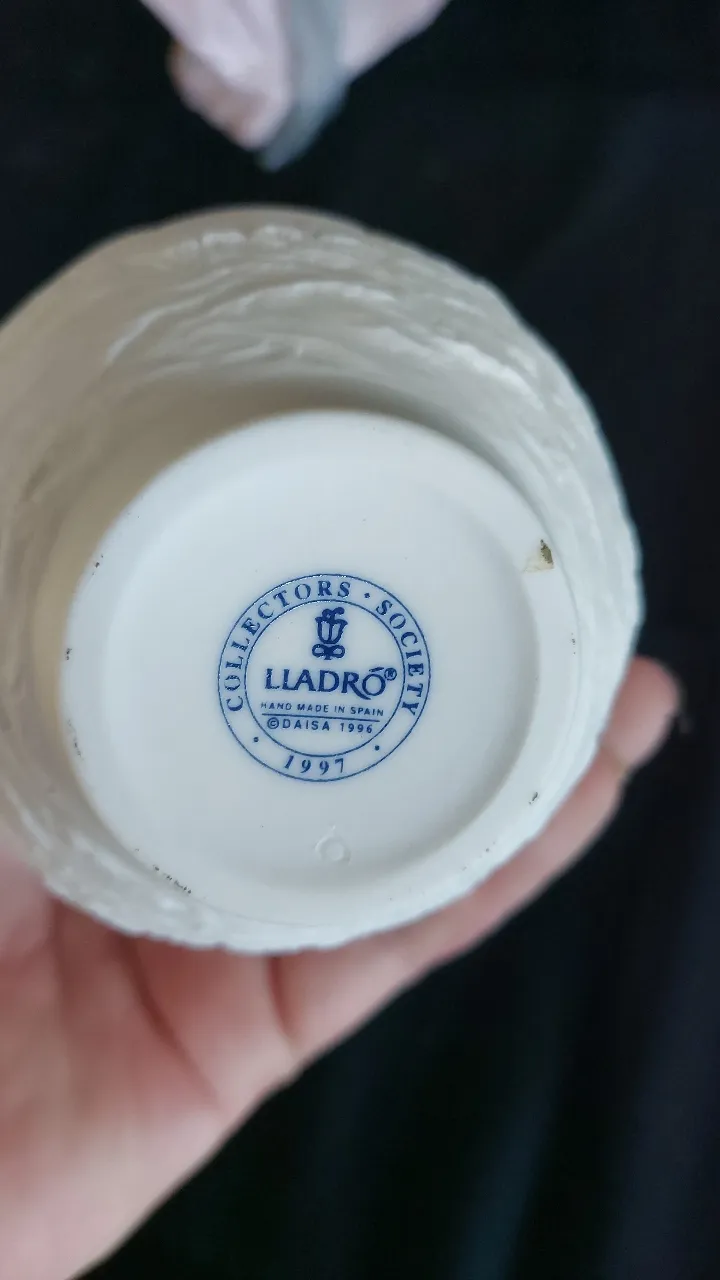 COLLECTORS · SOCIETY
LLADRÓ®
HAND MADE IN SPAIN
©DAISA 1996
· 1997 ·